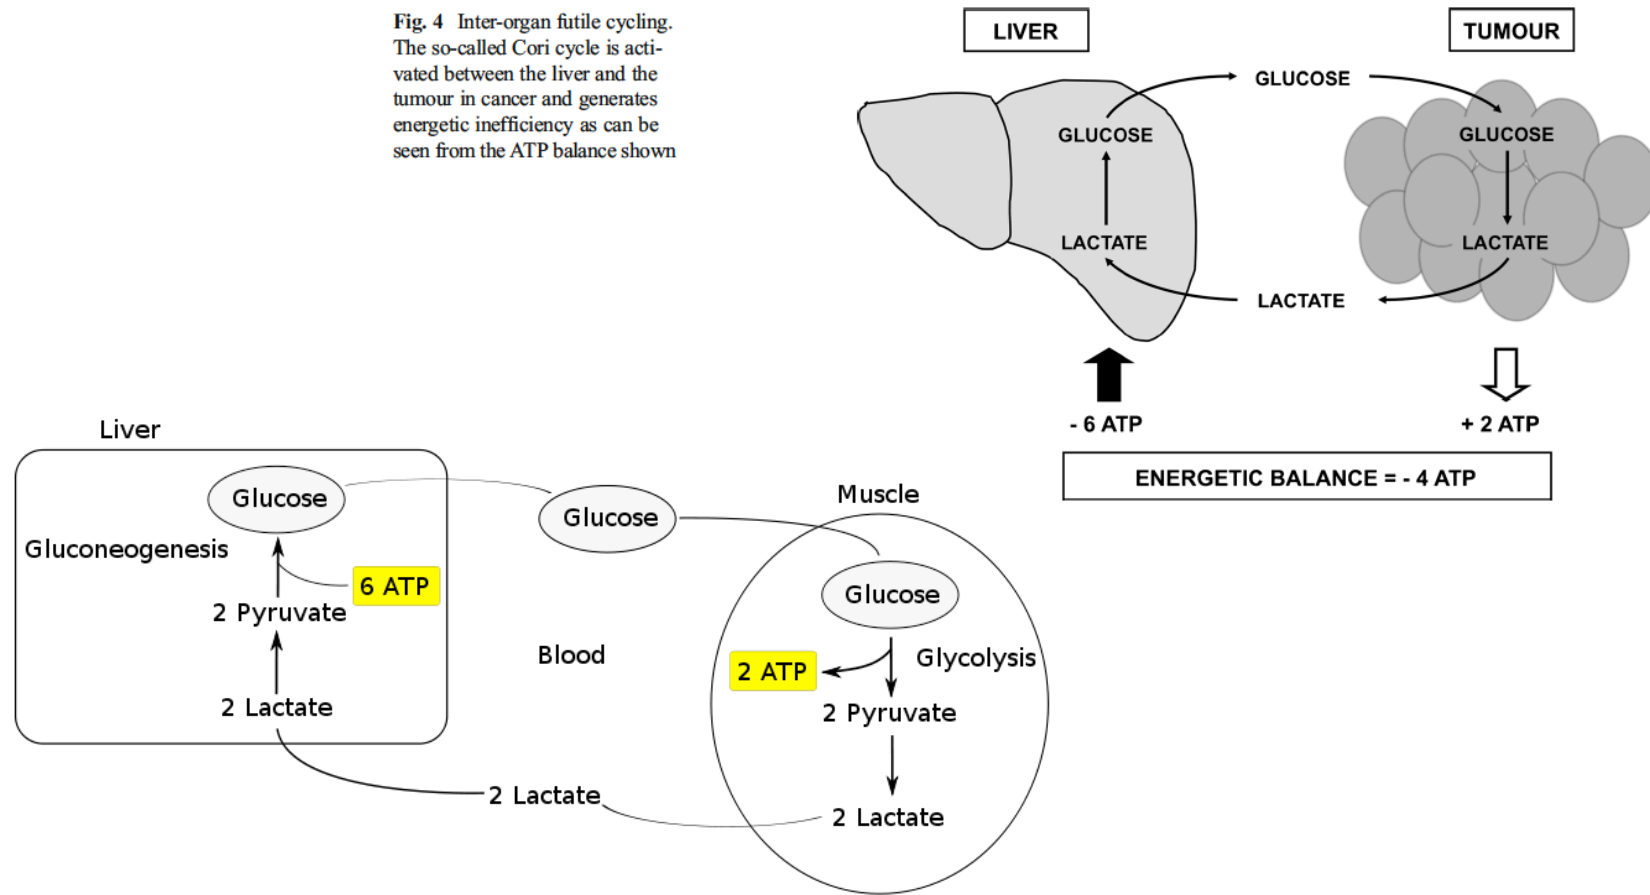 Fig. 4 Inter-organ futile cycling.
The so-called Cori cycle is acti-
vated between the liver and the
tumour in cancer and generates
energetic inefficiency as can be
seen from the ATP balance shown
LIVER
TUMOUR
GLUCOSE
GLUCOSE
GLUCOSE
LACTATE
LACTATE
LACTATE
- 6 ATP
+ 2 ATP
ENERGETIC BALANCE = - 4 ATP
Liver
Glucose
Gluconeogenesis
6 ATP
2 Pyruvate
2 Lactate
Glucose
Blood
2 Lactate
Muscle
Glucose
Glycolysis
2 ATP
2 Pyruvate
2 Lactate